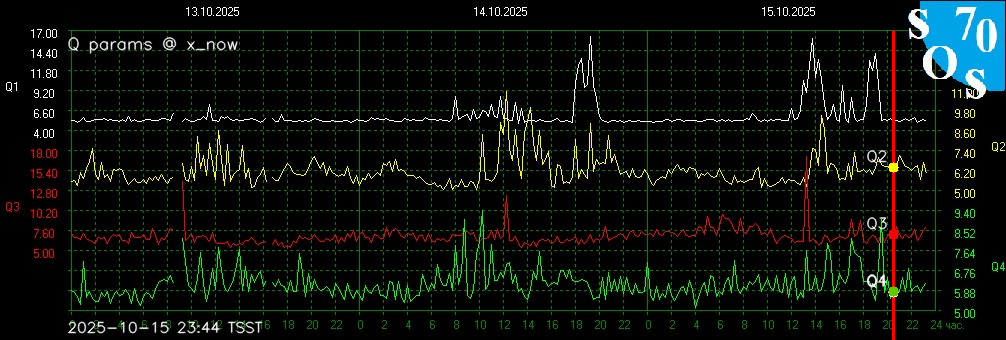 13.10.2025 14.10.2025 15.10.2025
SOS 70
Q params @ x_now
Q1
17.00
14.40
11.80
9.20
6.60
4.00
Q3
18.00
15.40
12.80
10.20
7.60
5.00
Q2
Q3
Q4
Q2
9.80
8.60
7.40
6.20
5.00
Q4
9.40
8.52
7.64
6.76
5.88
5.00
2025-10-15 23:44 TSST
18 20 22 0 2 4 6 8 10 12 14 16 18 20 22 0 2 4 6 8 10 12 14 16 18 20 22 24 час.